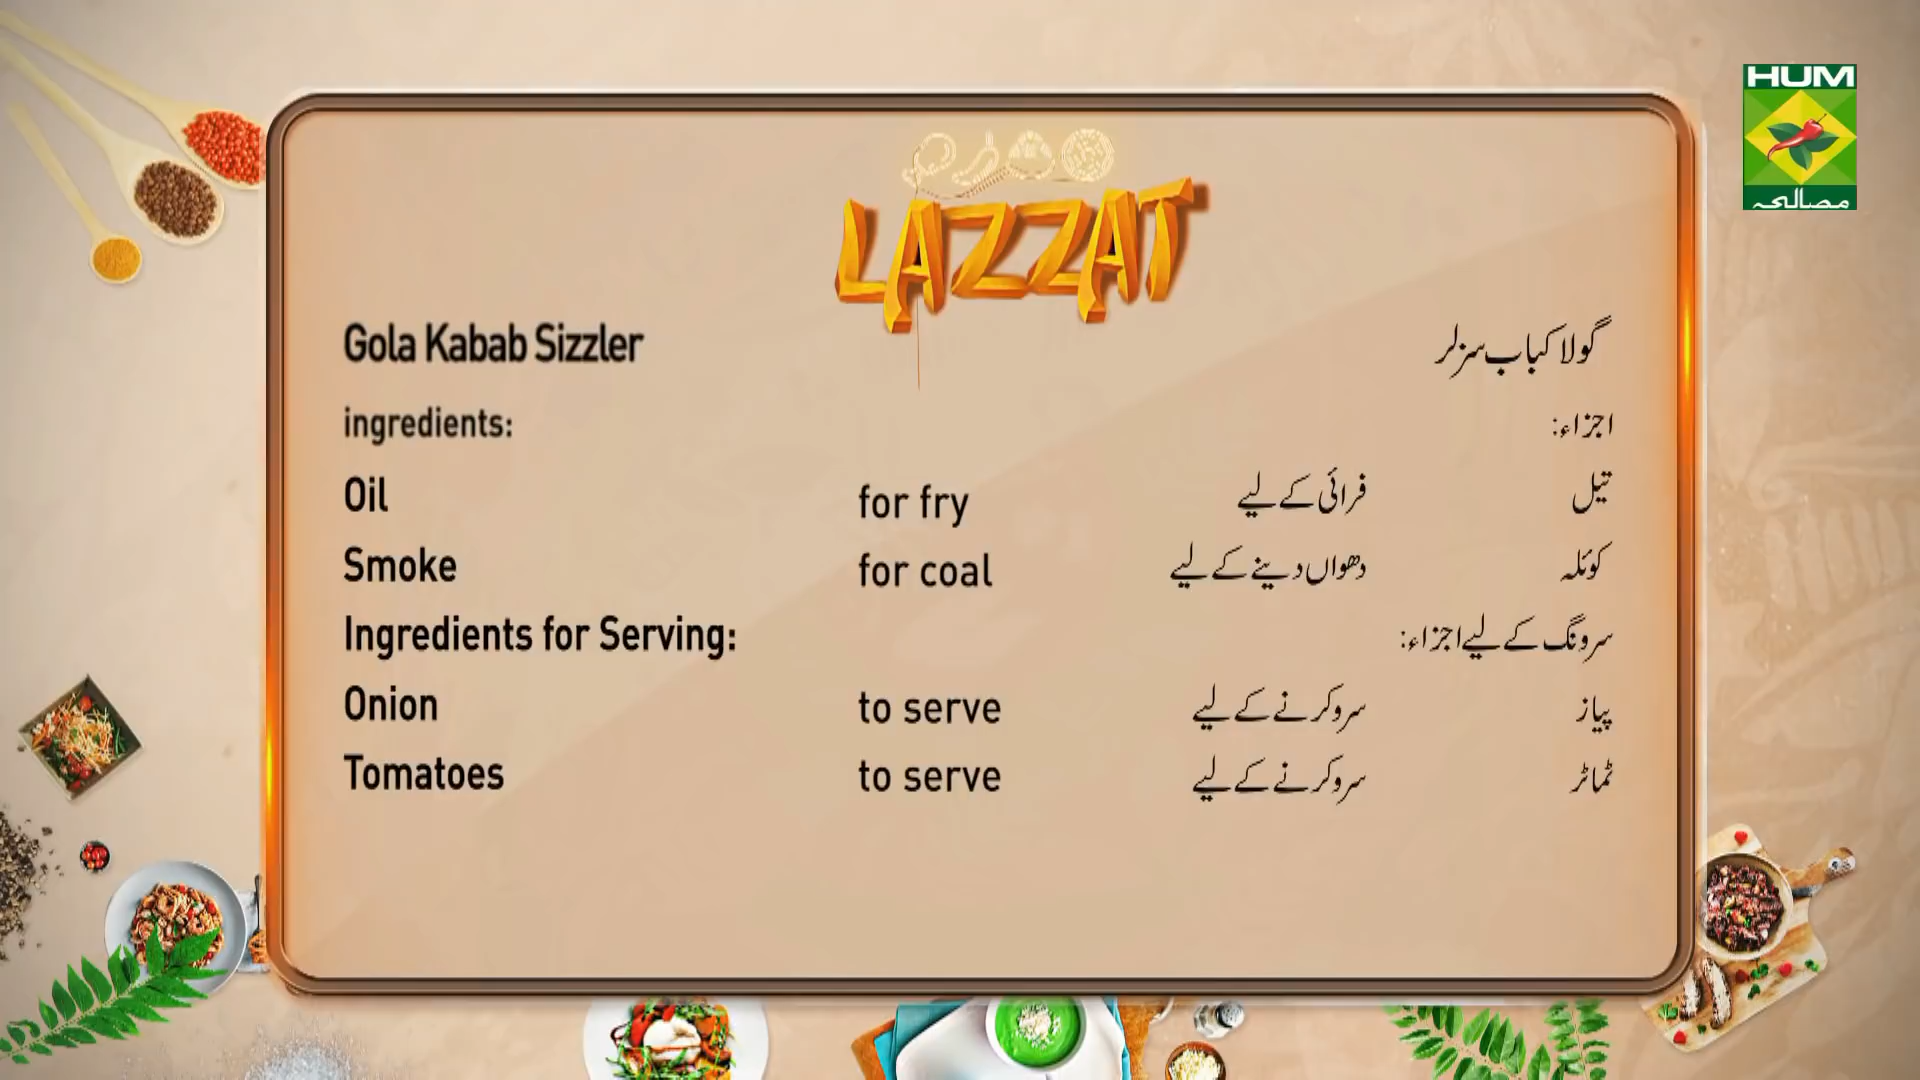 HUM
مصالحہ
LAZZAT
Gola Kabab Sizzler گولا کباب سزلر
ingredients: اجزاء:
Oil for fry فرائی کے لیے تیل
Smoke for coal دھواں دینے کے لیے کوئلہ
Ingredients for Serving: سرونگ کے لیے اجزاء:
Onion to serve سرو کرنے کے لیے پیاز
Tomatoes to serve سرو کرنے کے لیے ٹماٹر